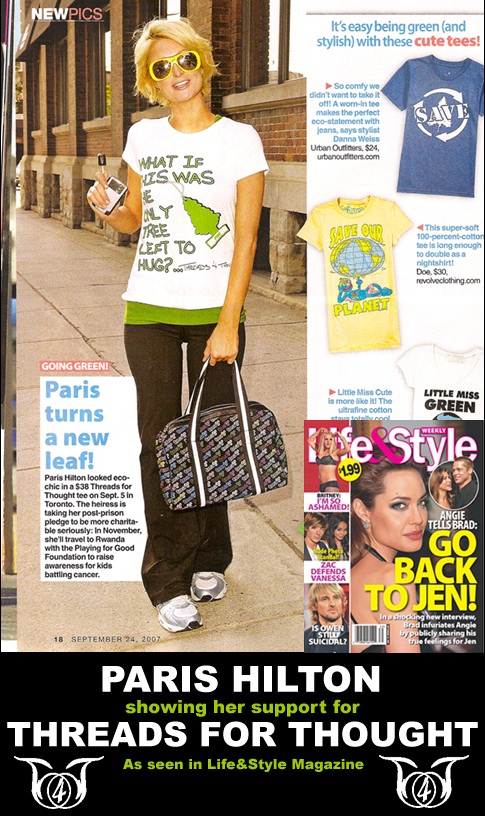 NEWPICS
It's easy being green (and
stylish) with these cute tees!
▶ So comfy we
didn't want to take it
off! A worn-in tee
makes the perfect
eco-statement with
jeans, says stylist
Danna Weiss
Urban Outfitters, $24,
urbanoutfitters.com
SAVE
WHAT IF
THIS WAS
THE
ONLY
TREE
LEFT TO
HUG?...
THREADS 4 THOUGHT
SAVE OUR
PLANET
◀ This super-soft
100-percent-cotton
tee is long enough
to double as a
nightshirt!
Doe, $30,
revolveclothing.com
▶ Little Miss Cute
is more like it! The
ultrafine cotton
stays totally cool
LITTLE MISS
GREEN
GOING GREEN!
Paris
turns
a new
leaf!
Paris Hilton looked eco-
chic in a $38 Threads for
Thought tee on Sept. 5 in
Toronto. The heiress is
taking her post-prison
pledge to be more charita-
ble seriously: In November,
she'll travel to Rwanda
with the Playing for Good
Foundation to raise
awareness for kids
battling cancer.
18 SEPTEMBER 24, 2007
Life&Style
WEEKLY
$1.99
BRITNEY:
I'M SO
ASHAMED!
Nude Photo
Scandal!
ZAC
DEFENDS
VANESSA
IS OWEN
STILL
SUICIDAL?
ANGIE
TELLS BRAD:
GO
BACK
TO JEN!
In a shocking new interview,
Brad infuriates Angie
by publicly sharing his
true feelings for Jen
PARIS HILTON
showing her support for
THREADS FOR THOUGHT
As seen in Life&Style Magazine
4
4